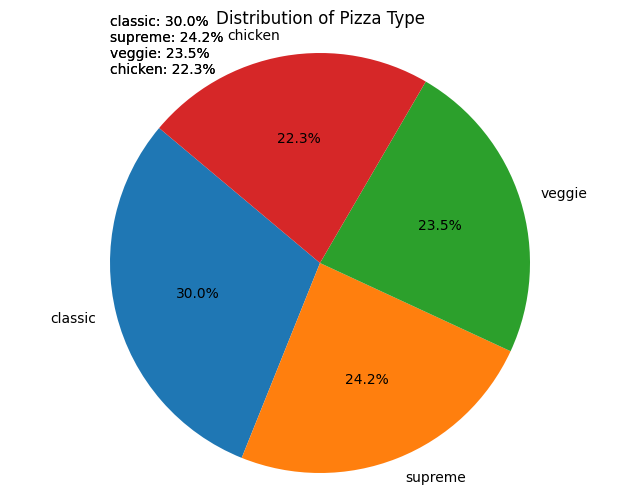 Distribution of Pizza Type
classic: 30.0%
supreme: 24.2%
veggie: 23.5%
chicken: 22.3%
chicken
22.3%
veggie
23.5%
30.0%
classic
24.2%
supreme